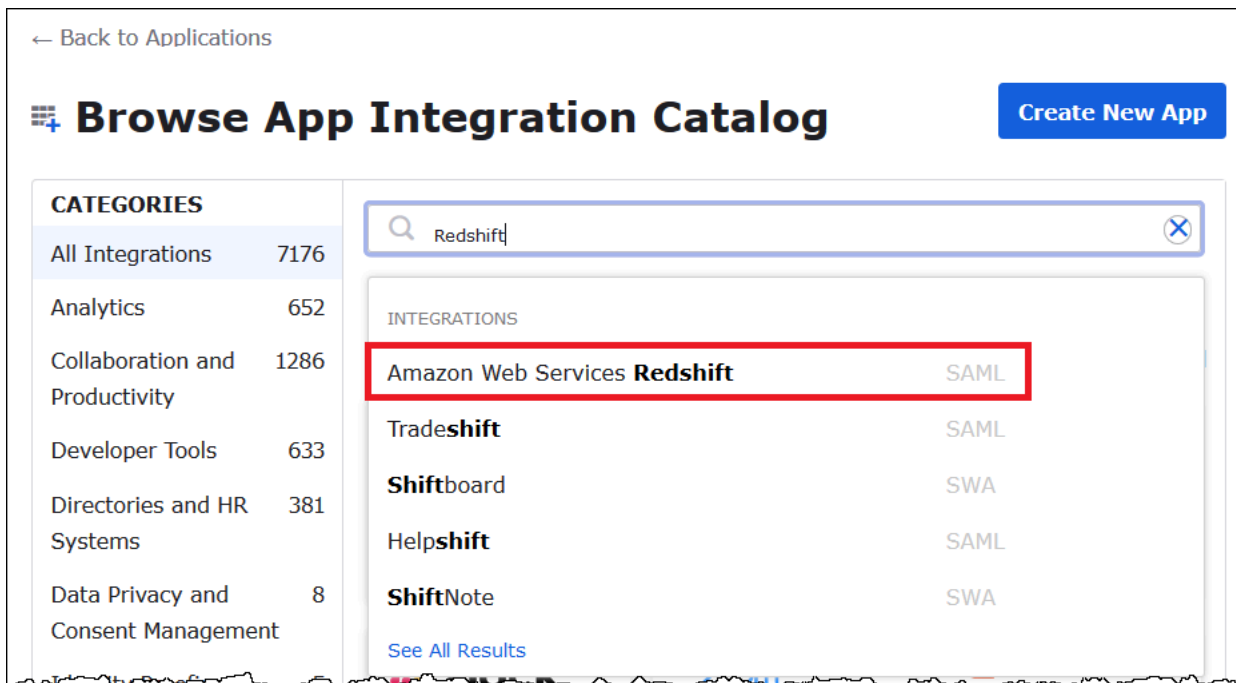 ← Back to Applications
Browse App Integration Catalog
Create New App
CATEGORIES
All Integrations 7176
Analytics 652
Collaboration and 1286
Productivity
Developer Tools 633
Directories and HR 381
Systems
Data Privacy and 8
Consent Management
Redshift
INTEGRATIONS
Amazon Web Services Redshift SAML
Tradeshift SAML
Shiftboard SWA
Helpshift SAML
ShiftNote SWA
See All Results